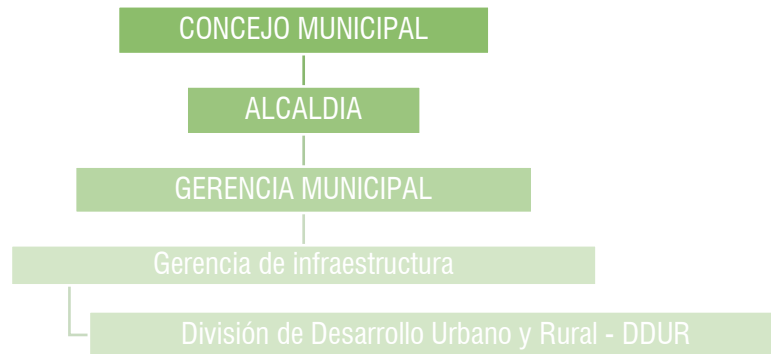 CONCEJO MUNICIPAL
ALCALDIA
GERENCIA MUNICIPAL
Gerencia de infraestructura
División de Desarrollo Urbano y Rural - DDUR